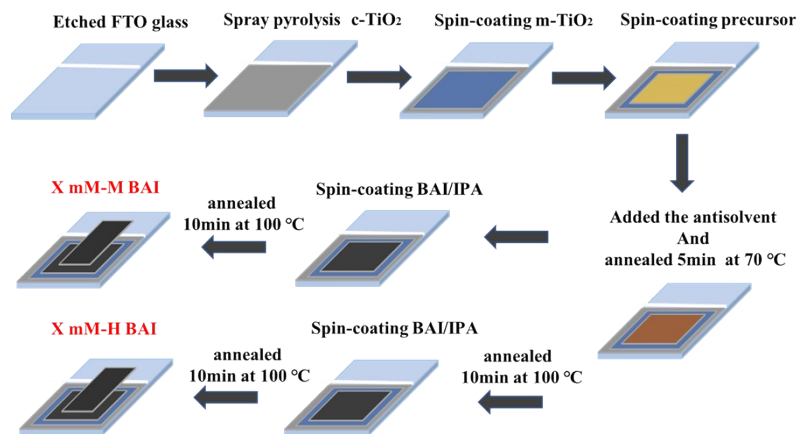 Etched FTO glass
Spray pyrolysis c-TiO₂
Spin-coating m-TiO₂
Spin-coating precursor
X mM-M BAI
annealed
10min at 100 °C
Spin-coating BAI/IPA
Added the antisolvent
And
annealed 5min at 70 °C
X mM-H BAI
annealed
10min at 100 °C
Spin-coating BAI/IPA
annealed
10min at 100 °C